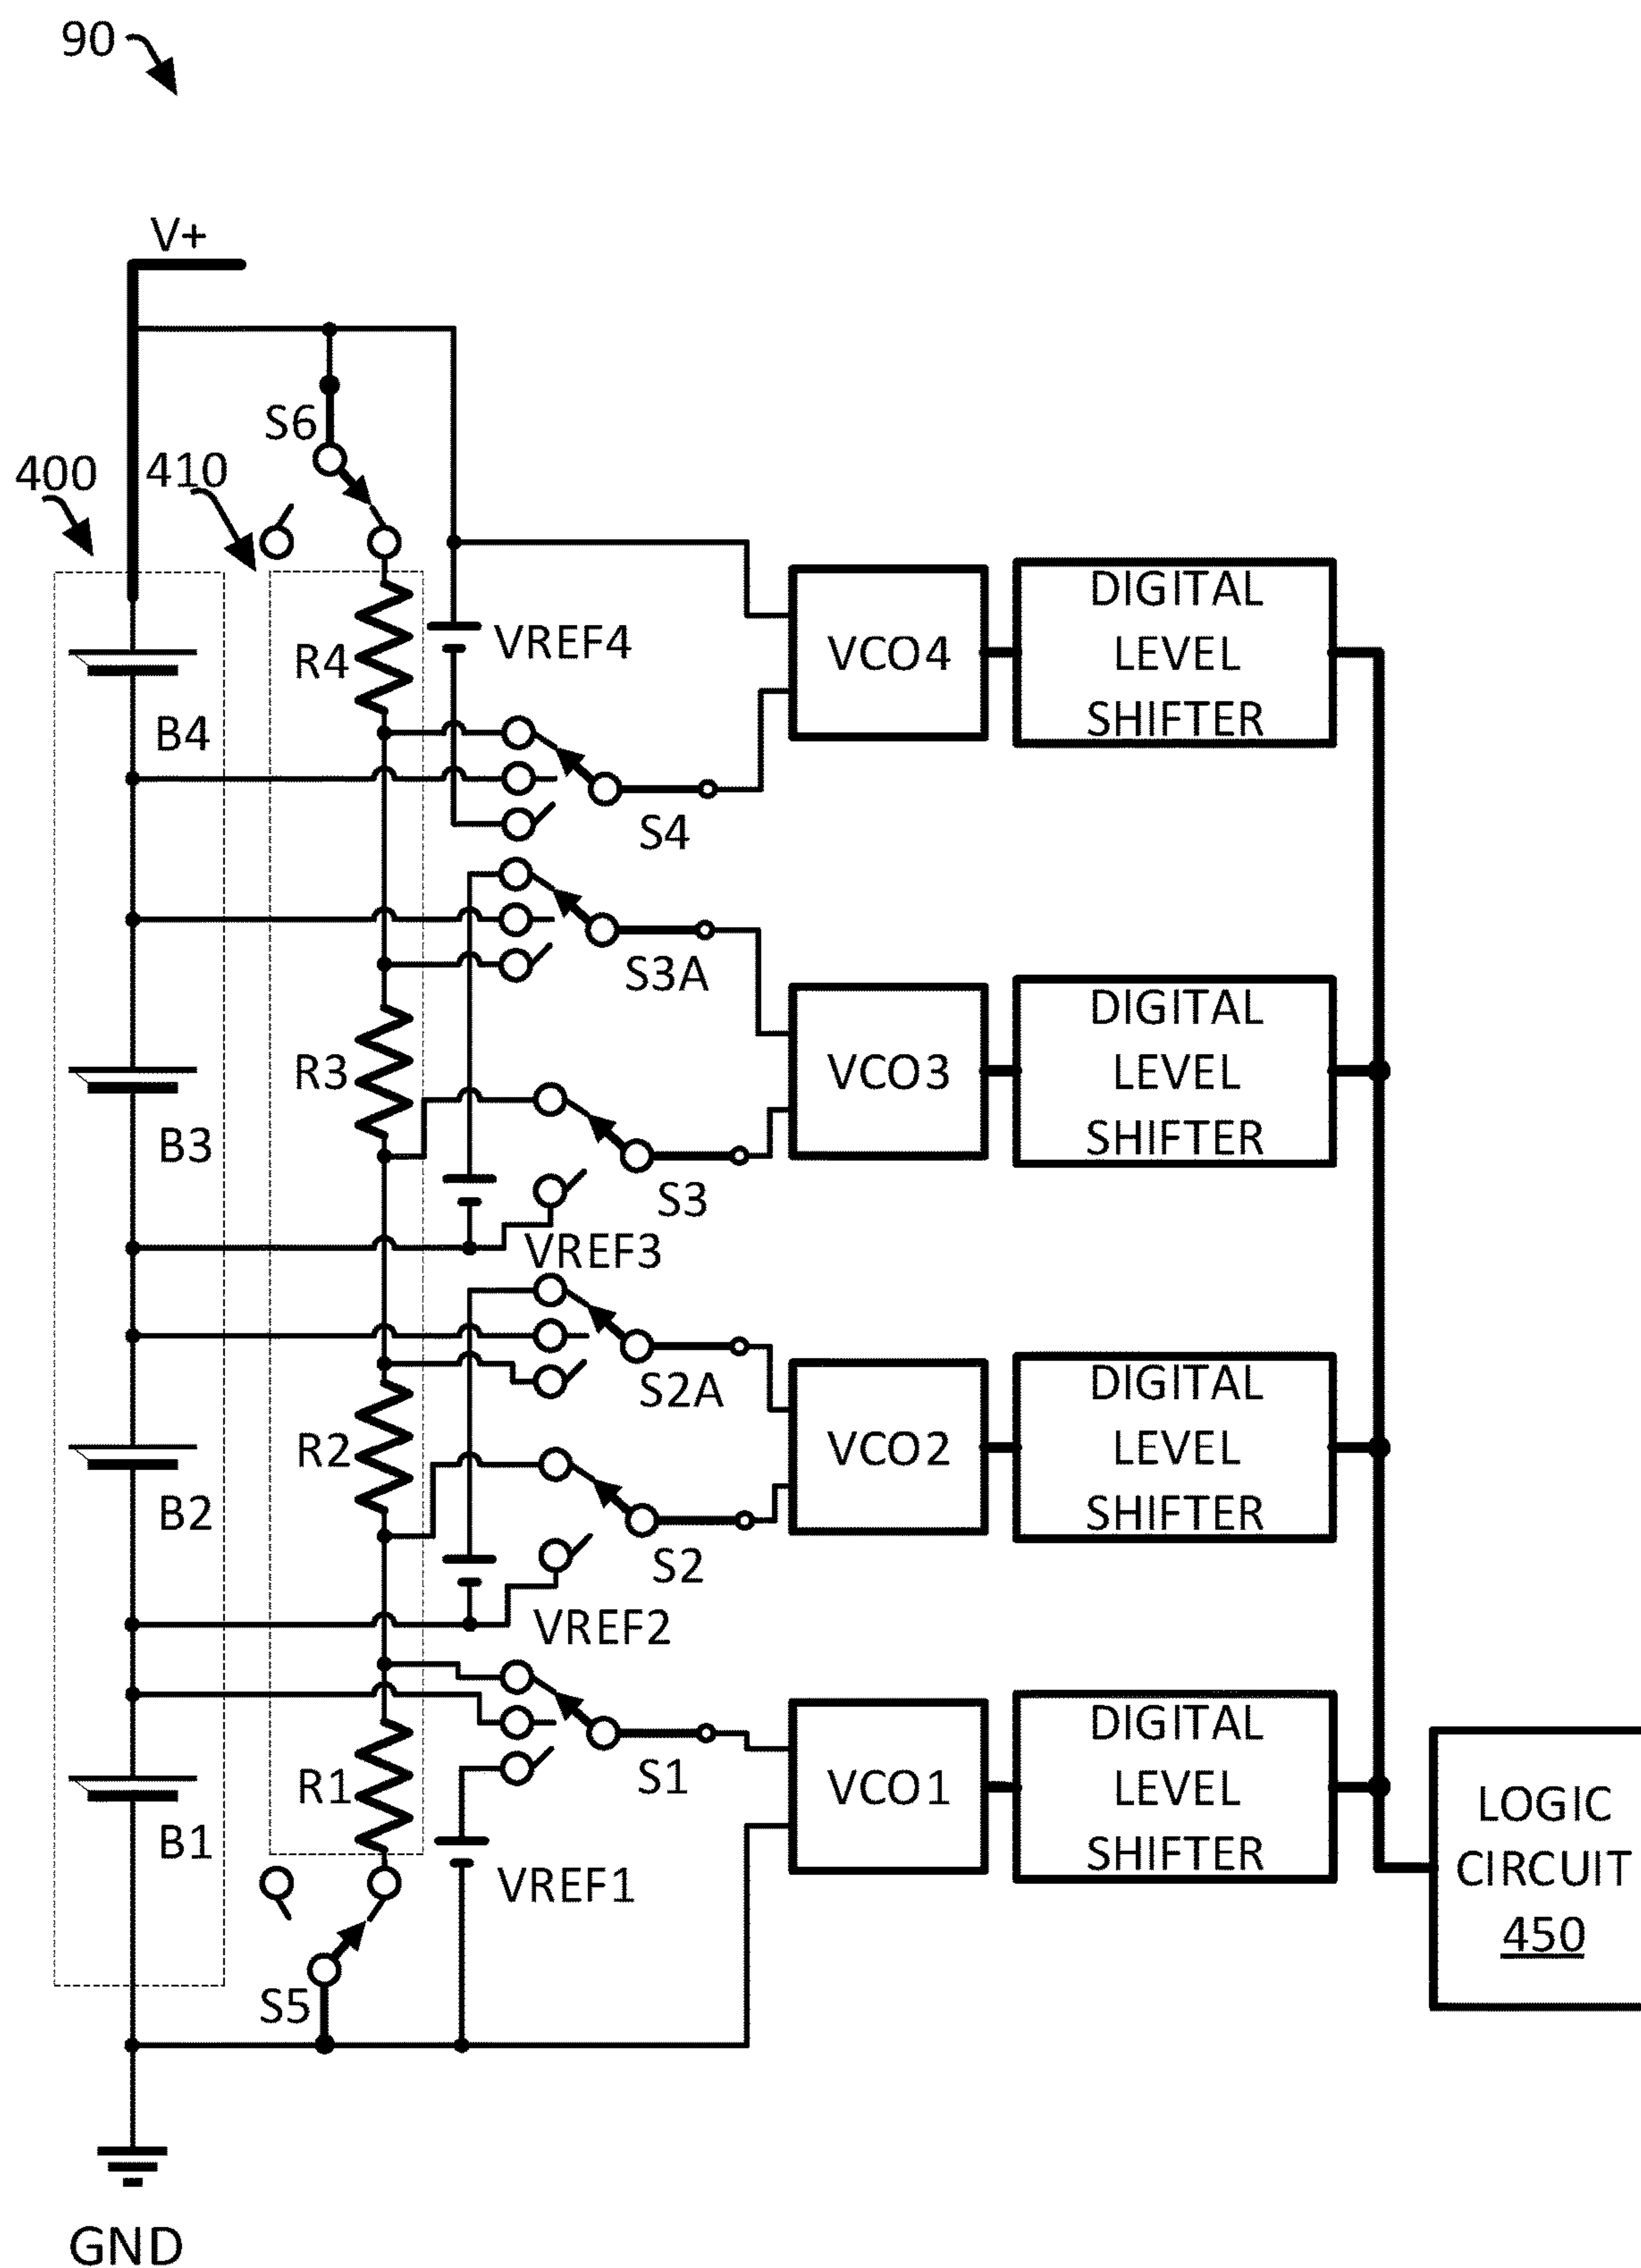 90
V+
S6
400
410
R4
VREF4
B4
S4
VCO4
DIGITAL
LEVEL
SHIFTER
S3A
R3
B3
S3
VREF3
VCO3
DIGITAL
LEVEL
SHIFTER
S2A
R2
B2
S2
VREF2
VCO2
DIGITAL
LEVEL
SHIFTER
S1
R1
B1
VREF1
VCO1
DIGITAL
LEVEL
SHIFTER
LOGIC
CIRCUIT
450
S5
GND